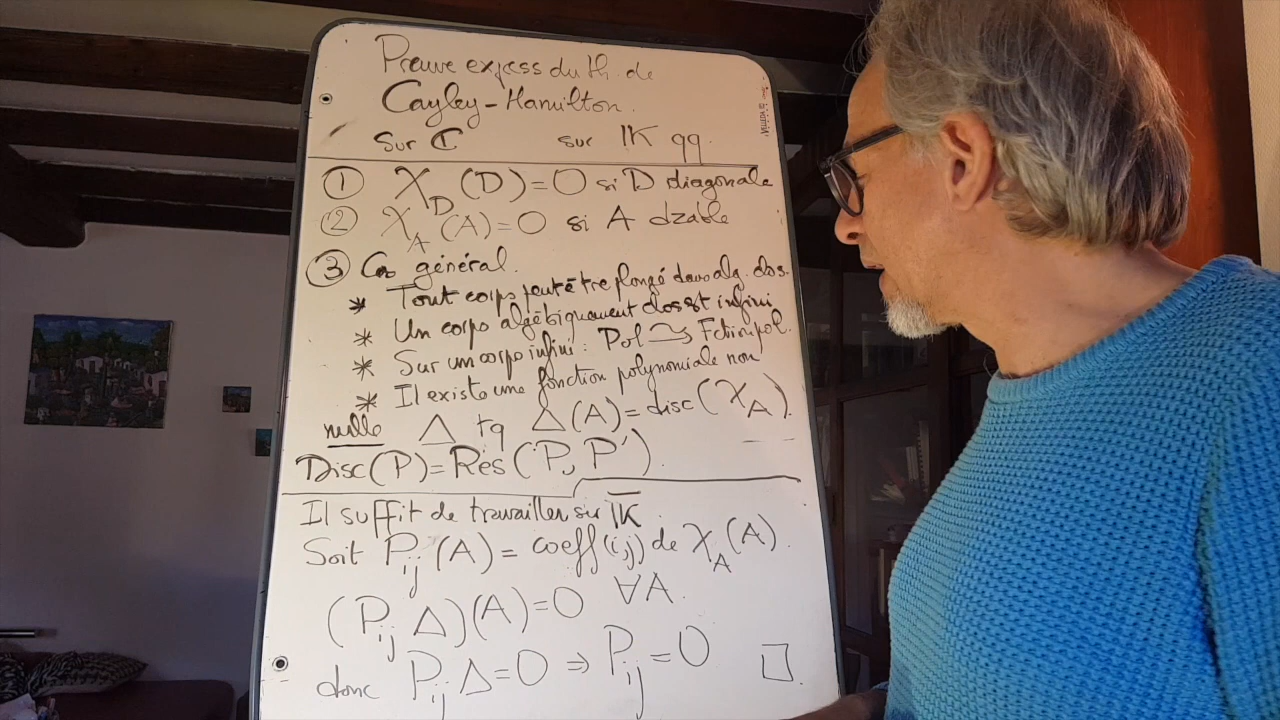 Preuve express du th. de
Cayley-Hamilton.
Sur ℂ sur 𝕂 qq.
① χ_D(D)=0 si D diagonale
② χ_A(A)=0 si A dzable
③ Cas général.
* Tout corps peut être plongé dans alg. clos.
* Un corps algébriquement clos est infini
* Sur un corps infini: Pol ⥲ Fction pol.
* Il existe une fonction polynomiale non
nulle Δ tq Δ(A)=disc(χ_A).
Disc(P)=Res(P, P').
Il suffit de travailler sur 𝕂̅
Soit P_ij(A) = coeff(i,j) de χ_A(A).
(P_ij Δ)(A)=0 ∀A.
donc P_ij Δ=0 ⇒ P_ij=0 □.